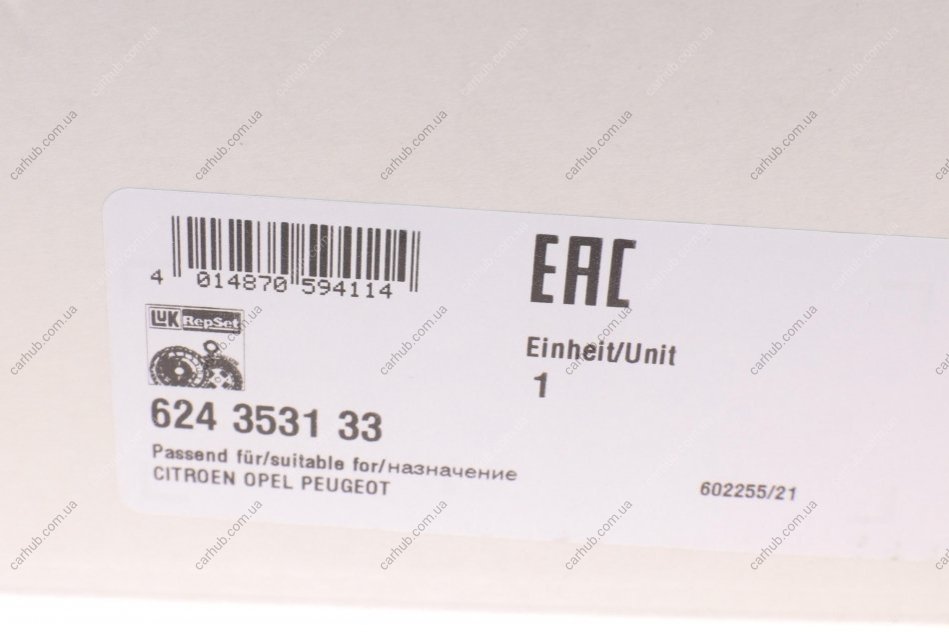 4 014870 594114
EAC
LuK RepSet
Einheit/Unit
1
624 3531 33
Passend für/suitable for/назначение
CITROEN OPEL PEUGEOT
602255/21
carhub.com.ua